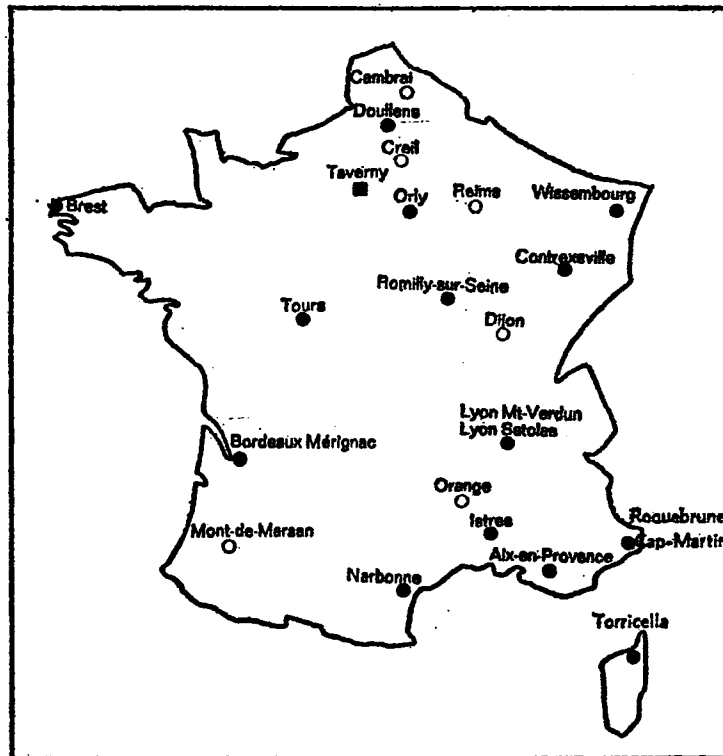 Cambrai
Doullens
Creil
Taverny
Orly
Reims
Wissembourg
Brest
Contrexeville
Romilly-sur-Seine
Tours
Dijon
Lyon Mt-Verdun
Lyon Satolas
Bordeaux Mérignac
Orange
Istres
Roquebrune
Cap-Martin
Mont-de-Marsan
Aix-en-Provence
Narbonne
Torricella